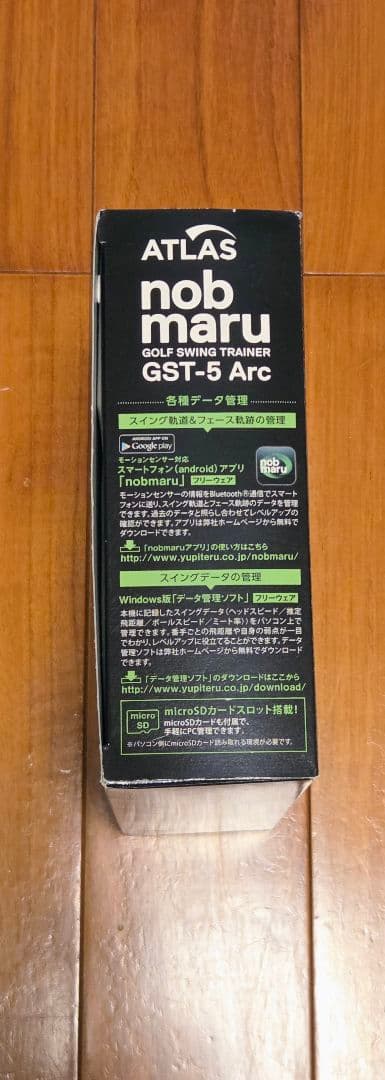 ATLAS
nob
maru
GOLF SWING TRAINER
GST-5 Arc
各種データ管理
スイング軌道&フェース軌跡の管理
ANDROID APP ON
Google play
モーションセンサー対応
スマートフォン(android)アプリ
「nobmaru」 フリーウェア
nob
maru
モーションセンサーの情報をBluetooth®通信でスマート
フォンに送り、スイング軌道とフェース軌跡のデータを管理
できます。過去のデータと照らし合わせてレベルアップの
確認ができます。アプリは弊社ホームページから無料で
ダウンロードできます。
「nobmaruアプリ」の使い方はこちら
http://www.yupiteru.co.jp/nobmaru/
スイングデータの管理
Windows版「データ管理ソフト」 フリーウェア
本機に記録したスイングデータ(ヘッドスピード/推定
飛距離/ボールスピード/ミート率))をパソコン上で
管理できます。番手ごとの飛距離や自身の弱点が一目
でわかり、レベルアップに役立てることができます。デー
タ管理ソフトは弊社ホームページから無料でダウンロード
できます。
「データ管理ソフト」のダウンロードはここから
http://www.yupiteru.co.jp/download/
micro
SD
microSDカードスロット搭載!
microSDカードも付属で、
手軽にPC管理できます。
※パソコン側にmicroSDカード読み取れる環境が必要です。